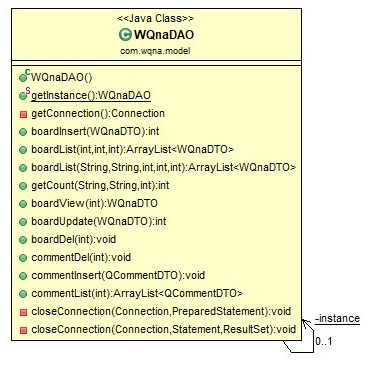 <<Java Class>>
WQnaDAO
com.wqna.model
WQnaDAO()
getInstance():WQnaDAO
getConnection():Connection
boardInsert(WQnaDTO):int
boardList(int,int,int):ArrayList<WQnaDTO>
boardList(String,String,int,int,int):ArrayList<WQnaDTO>
getCount(String,String,int):int
boardView(int):WQnaDTO
boardUpdate(WQnaDTO):int
boardDel(int):void
commentDel(int):void
commentInsert(QCommentDTO):void
commentList(int):ArrayList<QCommentDTO>
closeConnection(Connection,PreparedStatement):void
closeConnection(Connection,Statement,ResultSet):void
-instance
0..1